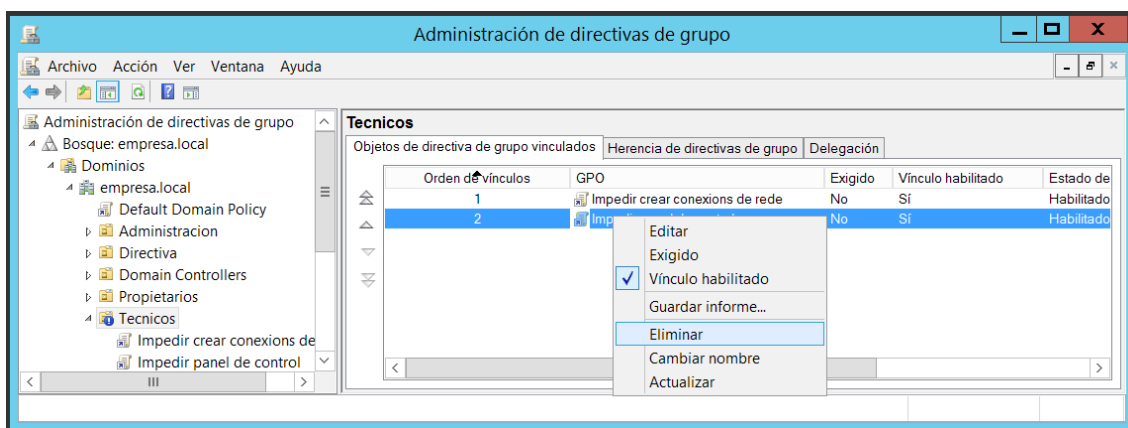 Administración de directivas de grupo
Archivo Acción Ver Ventana Ayuda
Administración de directivas de grupo
Bosque: empresa.local
Dominios
empresa.local
Default Domain Policy
Administracion
Directiva
Domain Controllers
Propietarios
Tecnicos
Impedir crear conexions de
Impedir panel de control
Tecnicos
Objetos de directiva de grupo vinculados Herencia de directivas de grupo Delegación
Orden de vínculos GPO Exigido Vínculo habilitado Estado de
1 Impedir crear conexions de rede No Sí Habilitado
2 No Sí Habilitado
Editar
Exigido
Vínculo habilitado
Guardar informe...
Eliminar
Cambiar nombre
Actualizar